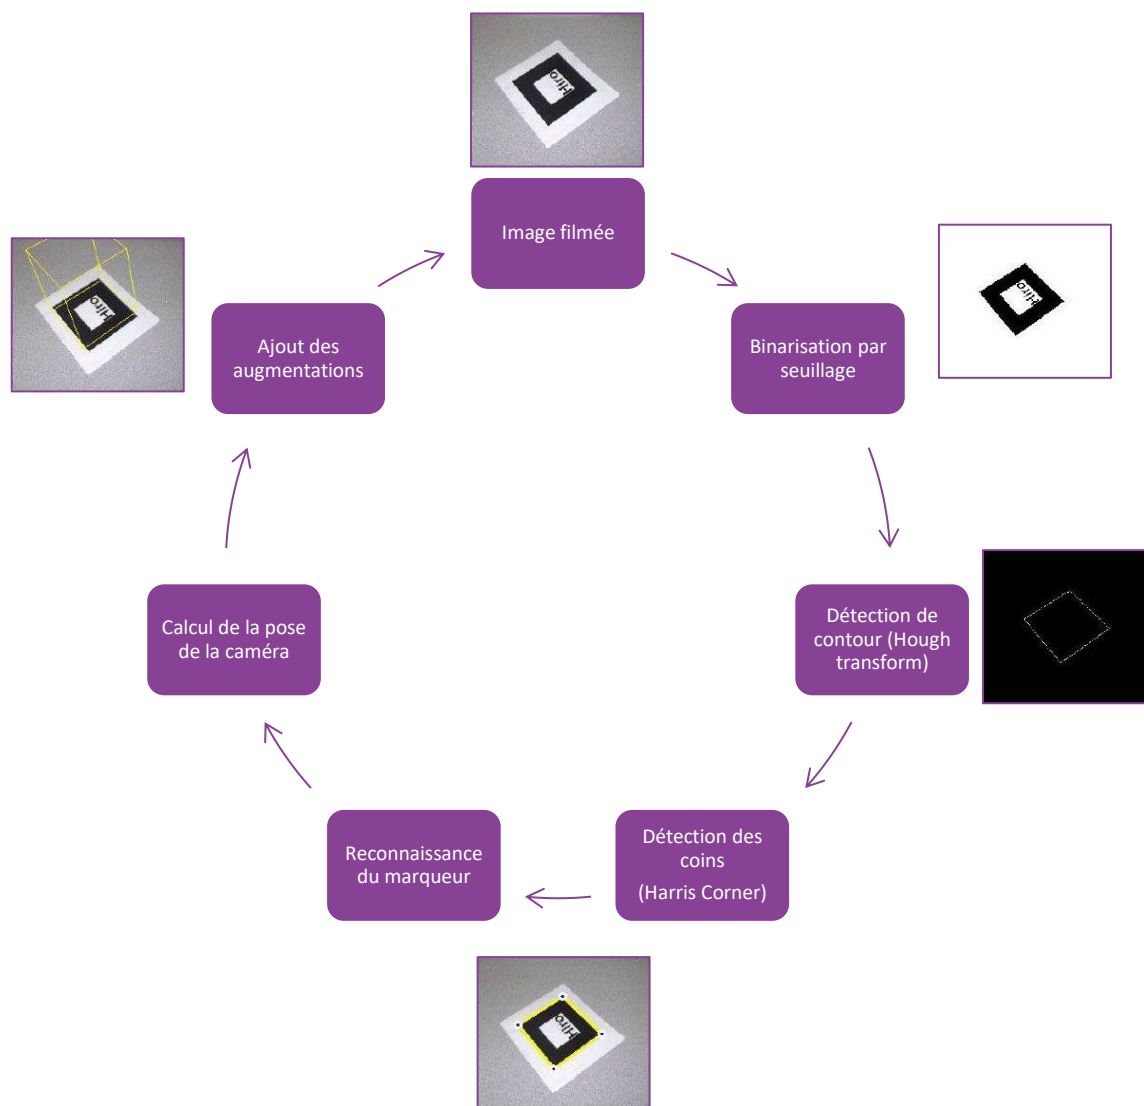 Hiro
Image filmée
Hiro
Binarisation par
seuillage
Détection de
contour (Hough
transform)
Détection des
coins
(Harris Corner)
Hiro
Reconnaissance
du marqueur
Calcul de la pose
de la caméra
Hiro
Ajout des
augmentations